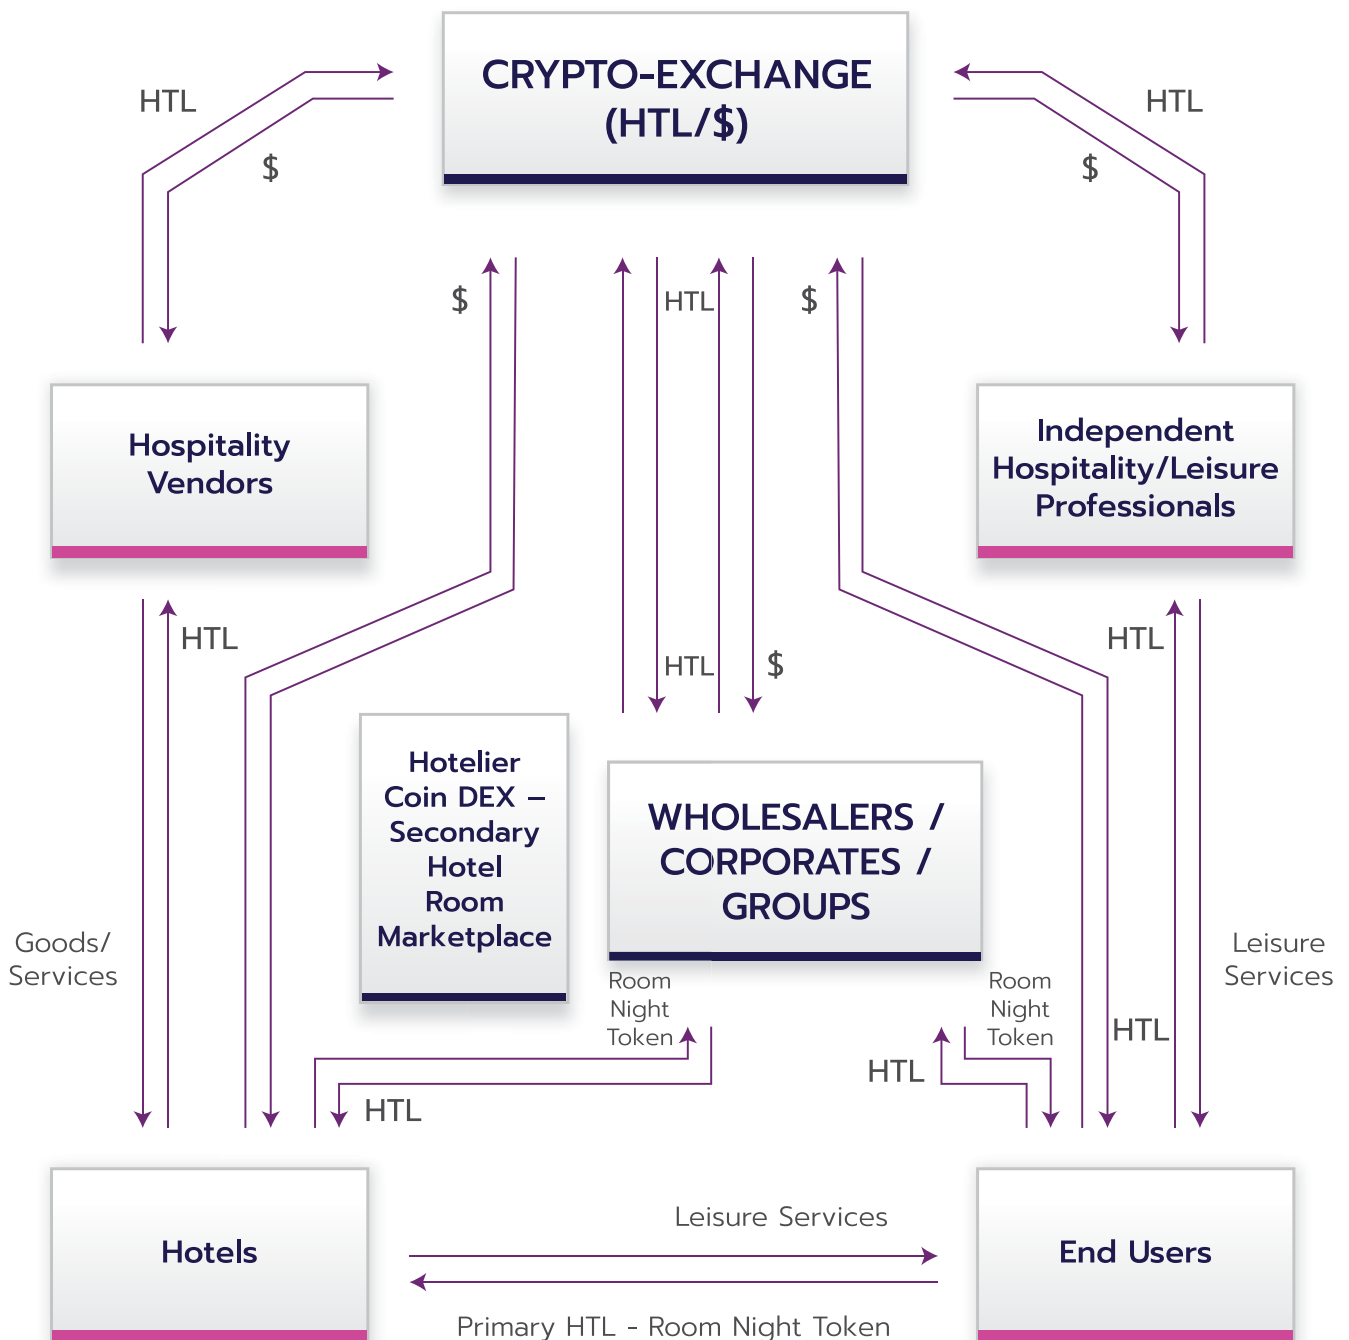 CRYPTO-EXCHANGE
(HTL/$)
HTL
$
HTL
$
$
HTL
$
Hospitality
Vendors
Independent
Hospitality/Leisure
Professionals
HTL
HTL
HTL
$
Hotelier
Coin DEX –
Secondary
Hotel
Room
Marketplace
WHOLESALERS /
CORPORATES /
GROUPS
Goods/
Services
Leisure
Services
Room
Night
Token
Room
Night
Token
HTL
HTL
HTL
Hotels
Leisure Services
End Users
Primary HTL - Room Night Token